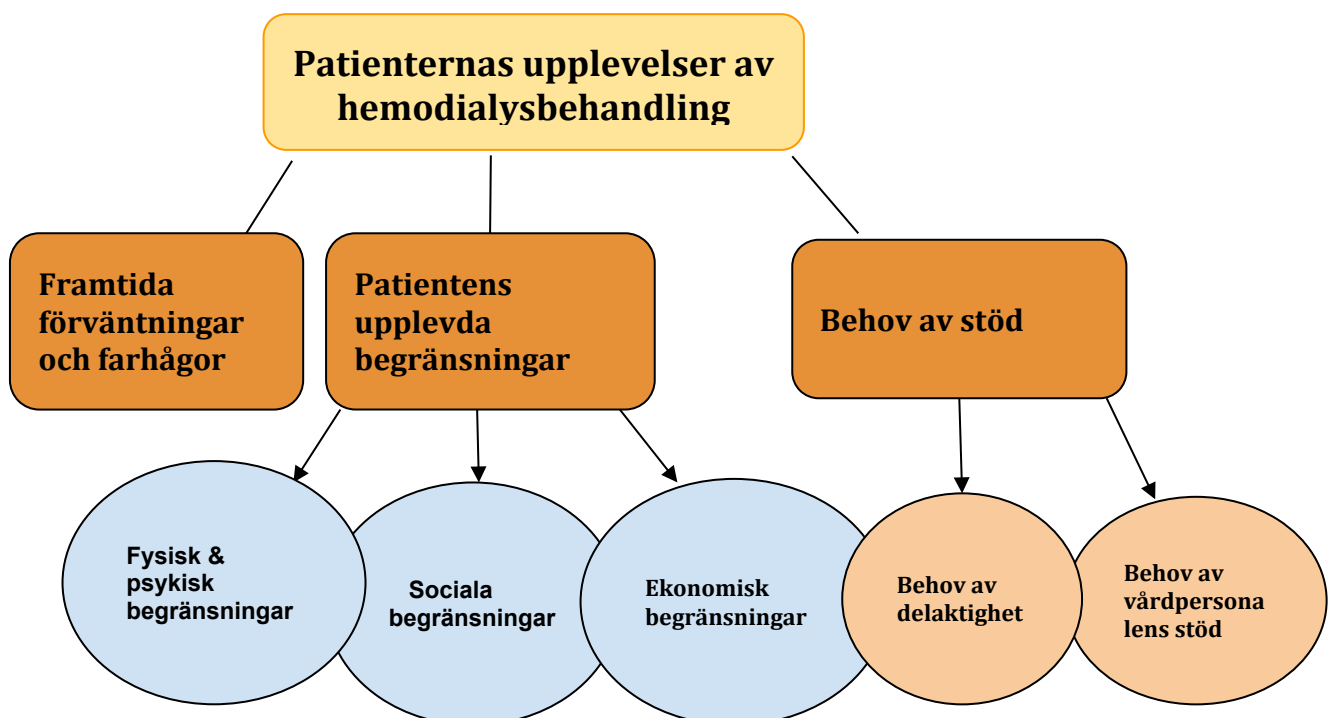 Patienternas upplevelser av
hemodialysbehandling
Framtida
förväntningar
och farhågor
Patientens
upplevda
begränsningar
Behov av stöd
Fysisk &
psykisk
begränsningar
Sociala
begränsningar
Ekonomisk
begränsningar
Behov av
delaktighet
Behov av
vårdpersona
lens stöd